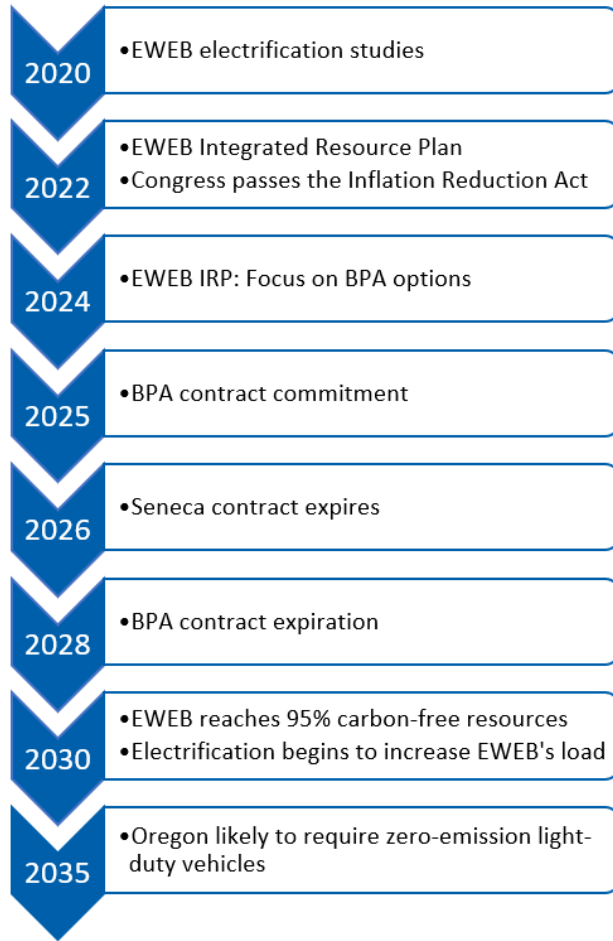 2020
•EWEB electrification studies
2022
•EWEB Integrated Resource Plan
•Congress passes the Inflation Reduction Act
2024
•EWEB IRP: Focus on BPA options
2025
•BPA contract commitment
2026
•Seneca contract expires
2028
•BPA contract expiration
2030
•EWEB reaches 95% carbon-free resources
•Electrification begins to increase EWEB's load
2035
•Oregon likely to require zero-emission light-
duty vehicles